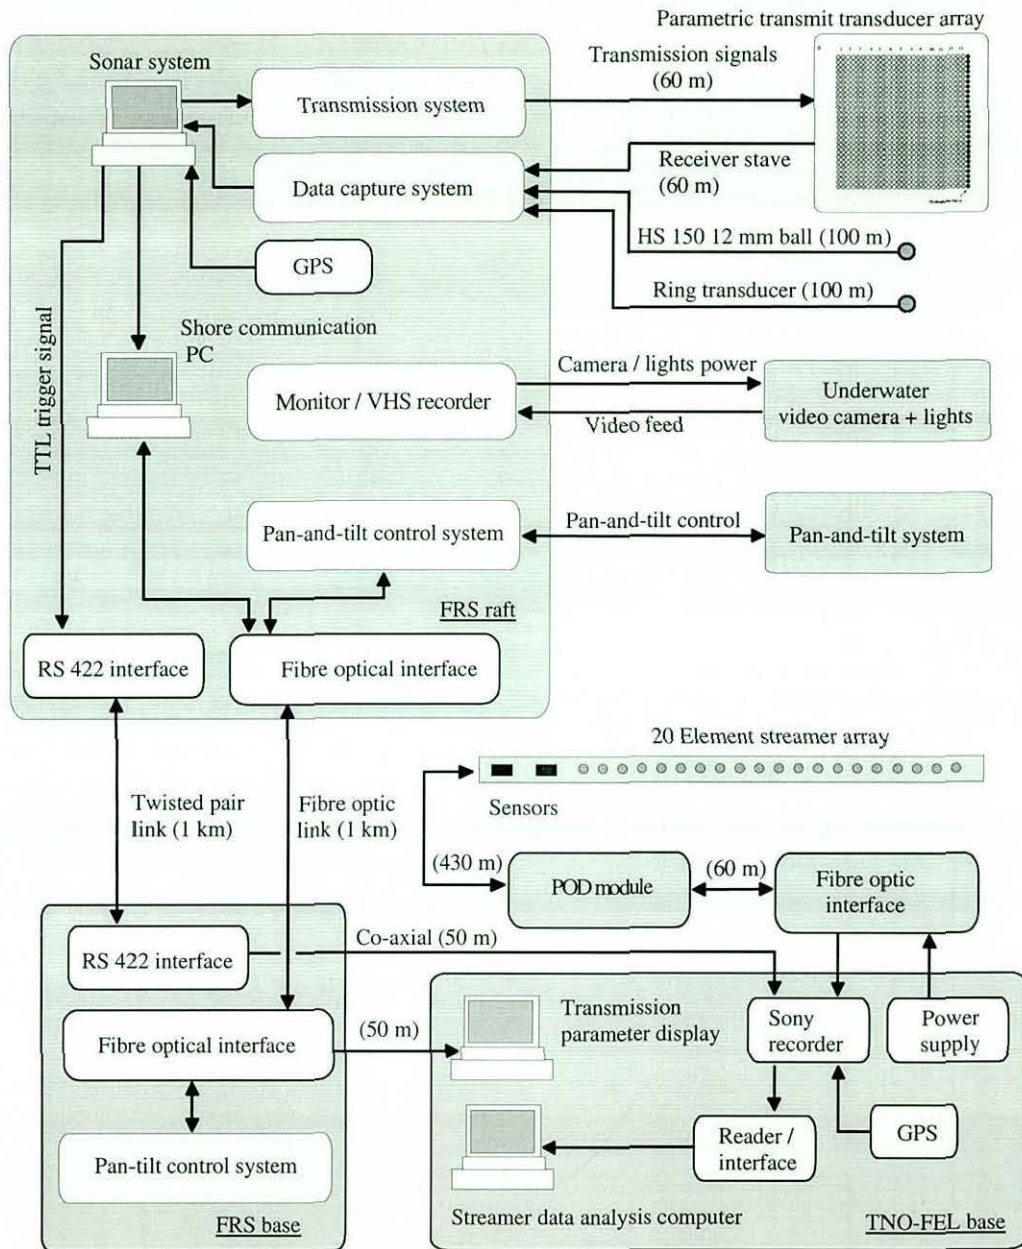 Parametric transmit transducer array
Sonar system
Transmission signals
(60 m)
Transmission system
Receiver stave
(60 m)
Data capture system
HS 150 12 mm ball (100 m)
GPS
Ring transducer (100 m)
TTL trigger signal
Shore communication
PC
Camera / lights power
Monitor / VHS recorder
Underwater
video camera + lights
Video feed
Pan-and-tilt control system
Pan-and-tilt control
Pan-and-tilt system
FRS raft
RS 422 interface
Fibre optical interface
20 Element streamer array
Twisted pair
link (1 km)
Fibre optic
link (1 km)
Sensors
(430 m)
POD module
(60 m)
Fibre optic
interface
RS 422 interface
Co-axial (50 m)
Fibre optical interface
(50 m)
Transmission
parameter display
Sony
recorder
Power
supply
Pan-tilt control system
Reader /
interface
GPS
FRS base
Streamer data analysis computer
TNO-FEL base